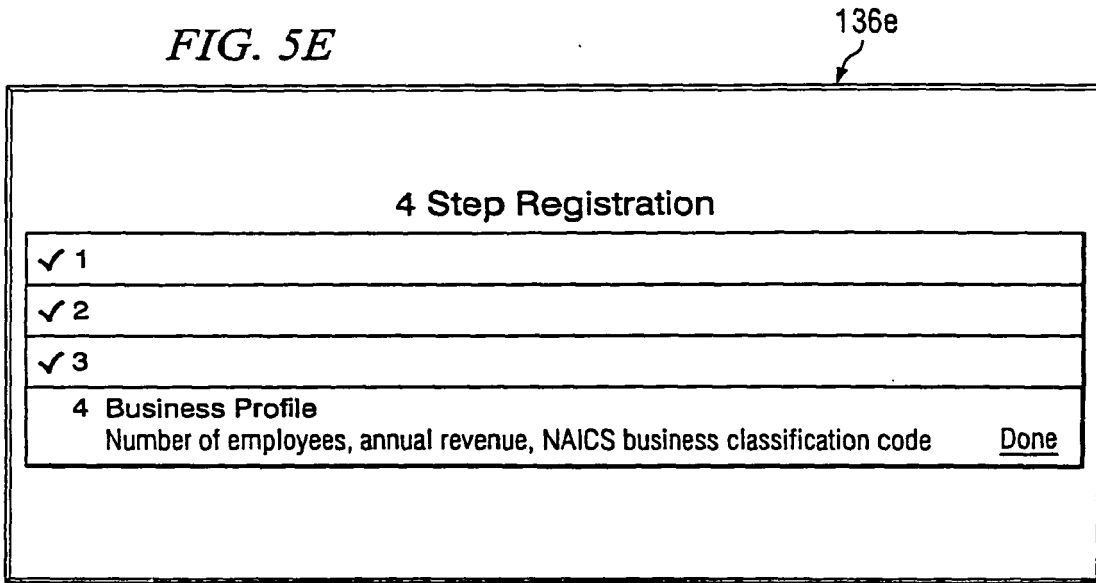 FIG. 5E
136e
4 Step Registration
✓ 1
✓ 2
✓ 3
4 Business Profile
Number of employees, annual revenue, NAICS business classification code Done